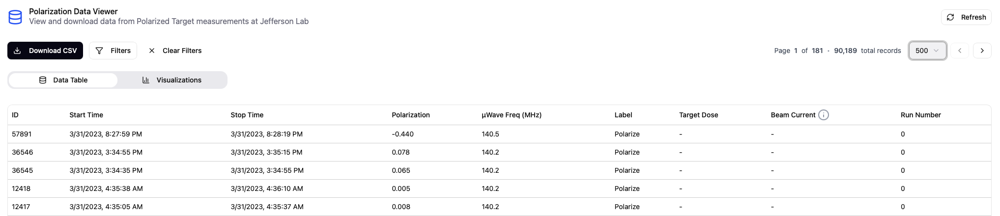 Polarization Data Viewer
View and download data from Polarized Target measurements at Jefferson Lab
Refresh
Download CSV Filters Clear Filters Page 1 of 181 • 90,189 total records 500
Data Table Visualizations
ID Start Time Stop Time Polarization µWave Freq (MHz) Label Target Dose Beam Current Run Number
57891 3/31/2023, 8:27:59 PM 3/31/2023, 8:28:19 PM -0.440 140.5 Polarize - - 0
36546 3/31/2023, 3:34:55 PM 3/31/2023, 3:35:15 PM 0.078 140.2 Polarize - - 0
36545 3/31/2023, 3:34:35 PM 3/31/2023, 3:34:55 PM 0.065 140.2 Polarize - - 0
12418 3/31/2023, 4:35:38 AM 3/31/2023, 4:36:10 AM 0.005 140.2 Polarize - - 0
12417 3/31/2023, 4:35:05 AM 3/31/2023, 4:35:37 AM 0.008 140.2 Polarize - - 0